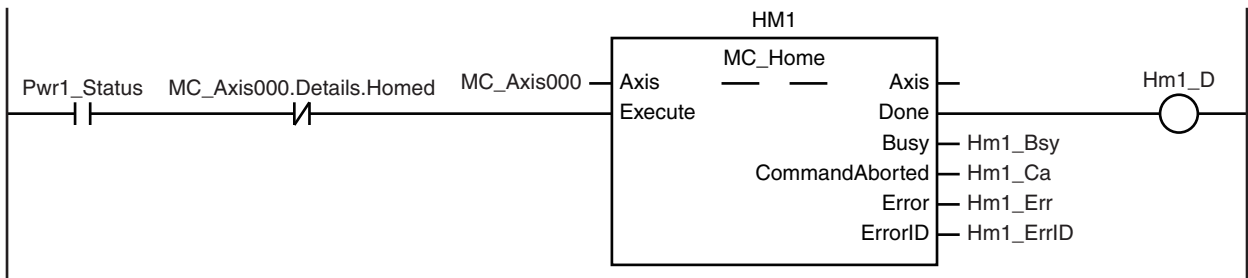 HM1
MC_Home
Pwr1_Status MC_Axis000.Details.Homed MC_Axis000 Axis Axis Hm1_D
Execute Done
Busy Hm1_Bsy
CommandAborted Hm1_Ca
Error Hm1_Err
ErrorID Hm1_ErrID